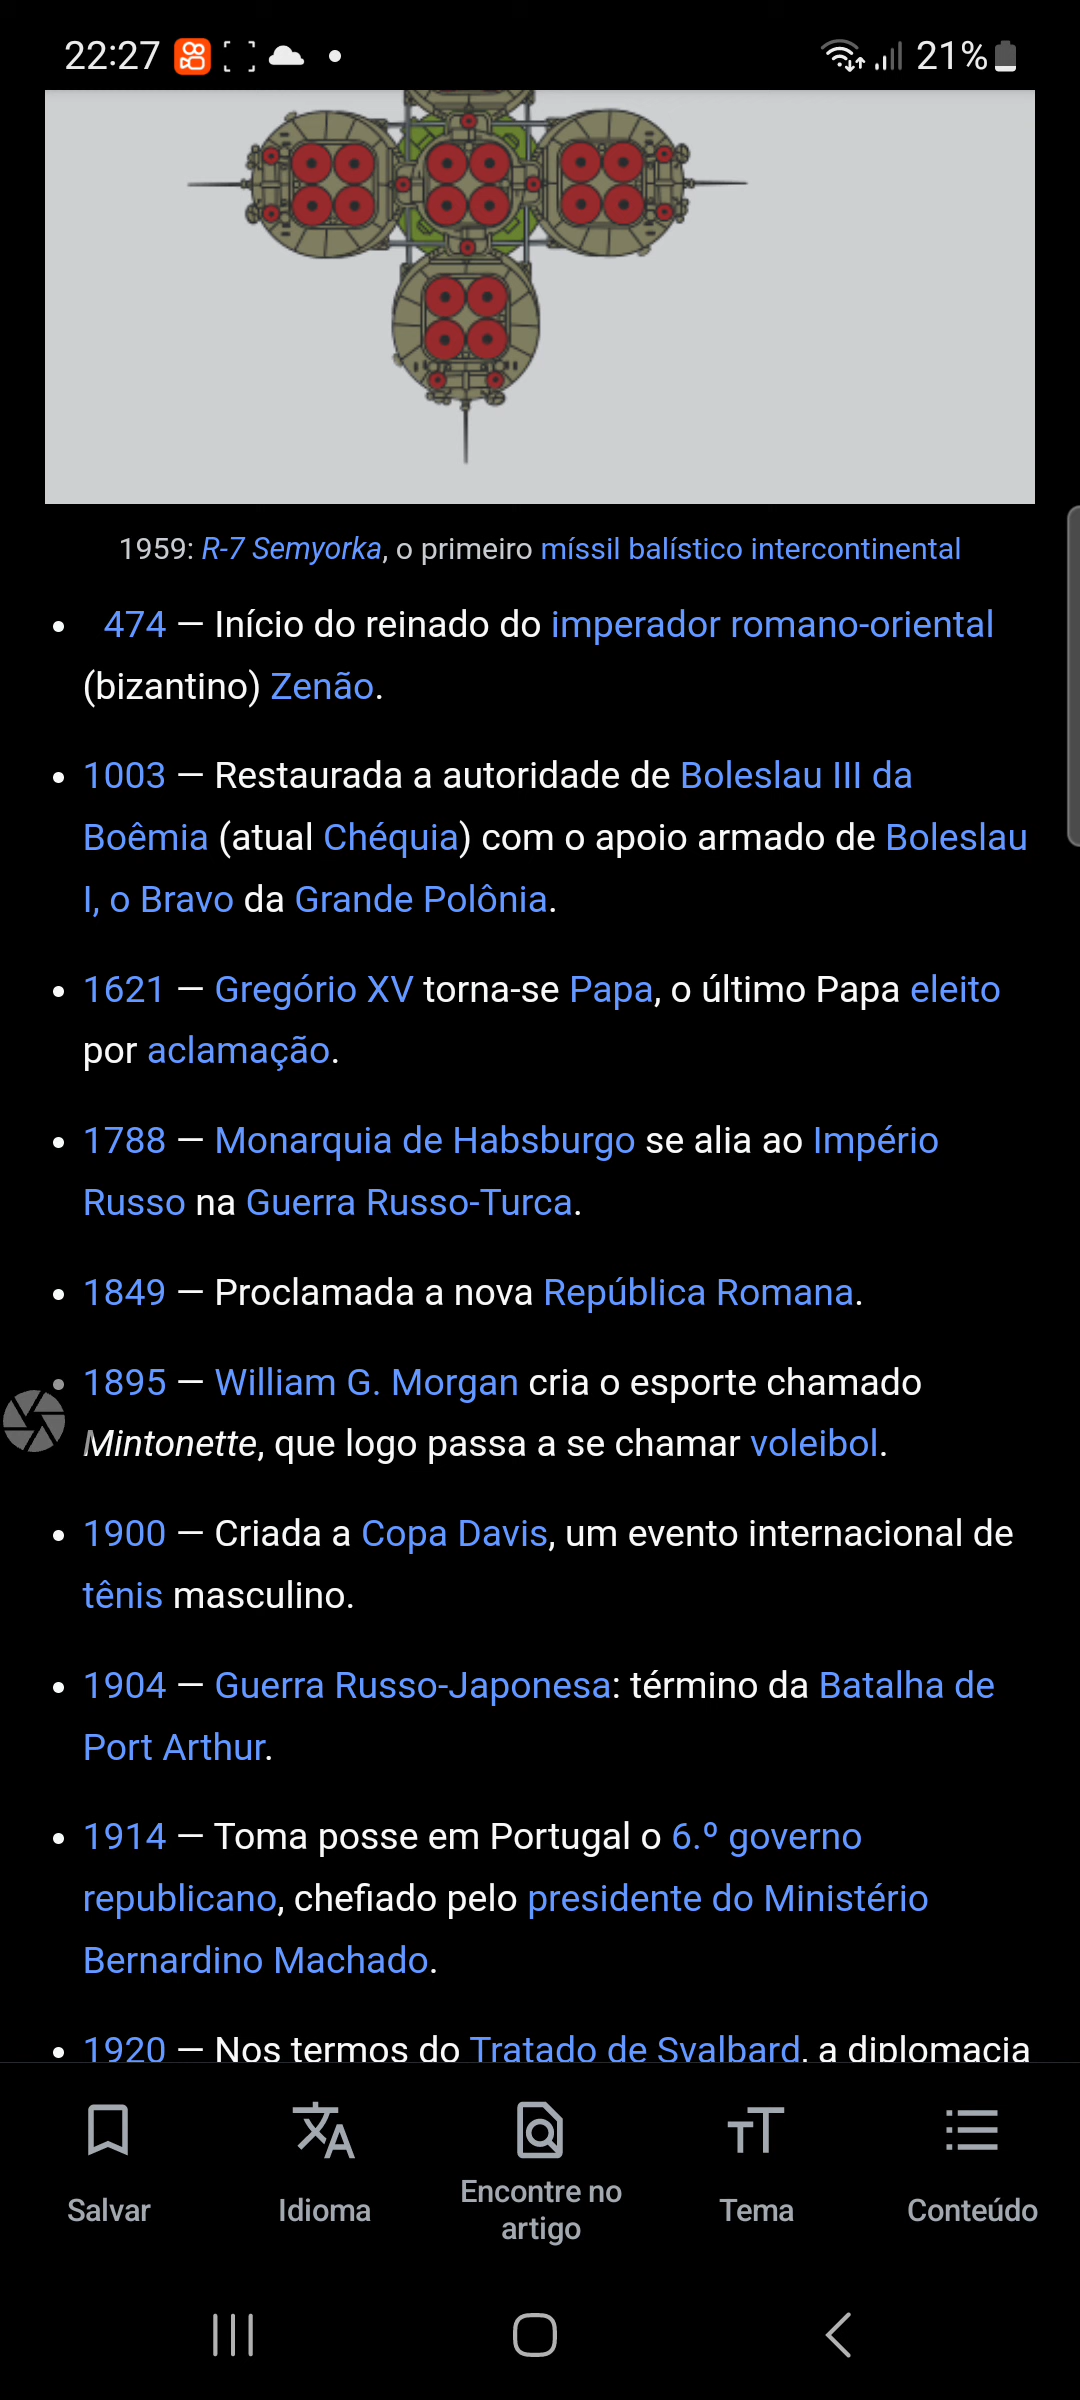 22:27
21%
1959: R-7 Semyorka, o primeiro míssil balístico intercontinental
• 474 — Início do reinado do imperador romano-oriental
(bizantino) Zenão.
• 1003 — Restaurada a autoridade de Boleslau III da
Boêmia (atual Chéquia) com o apoio armado de Boleslau
I, o Bravo da Grande Polônia.
• 1621 — Gregório XV torna-se Papa, o último Papa eleito
por aclamação.
• 1788 — Monarquia de Habsburgo se alia ao Império
Russo na Guerra Russo-Turca.
• 1849 — Proclamada a nova República Romana.
• 1895 — William G. Morgan cria o esporte chamado
Mintonette, que logo passa a se chamar voleibol.
• 1900 — Criada a Copa Davis, um evento internacional de
tênis masculino.
• 1904 — Guerra Russo-Japonesa: término da Batalha de
Port Arthur.
• 1914 — Toma posse em Portugal o 6.º governo
republicano, chefiado pelo presidente do Ministério
Bernardino Machado.
• 1920 — Nos termos do Tratado de Svalbard, a diplomacia
Salvar
Idioma
Encontre no
artigo
Tema
Conteúdo